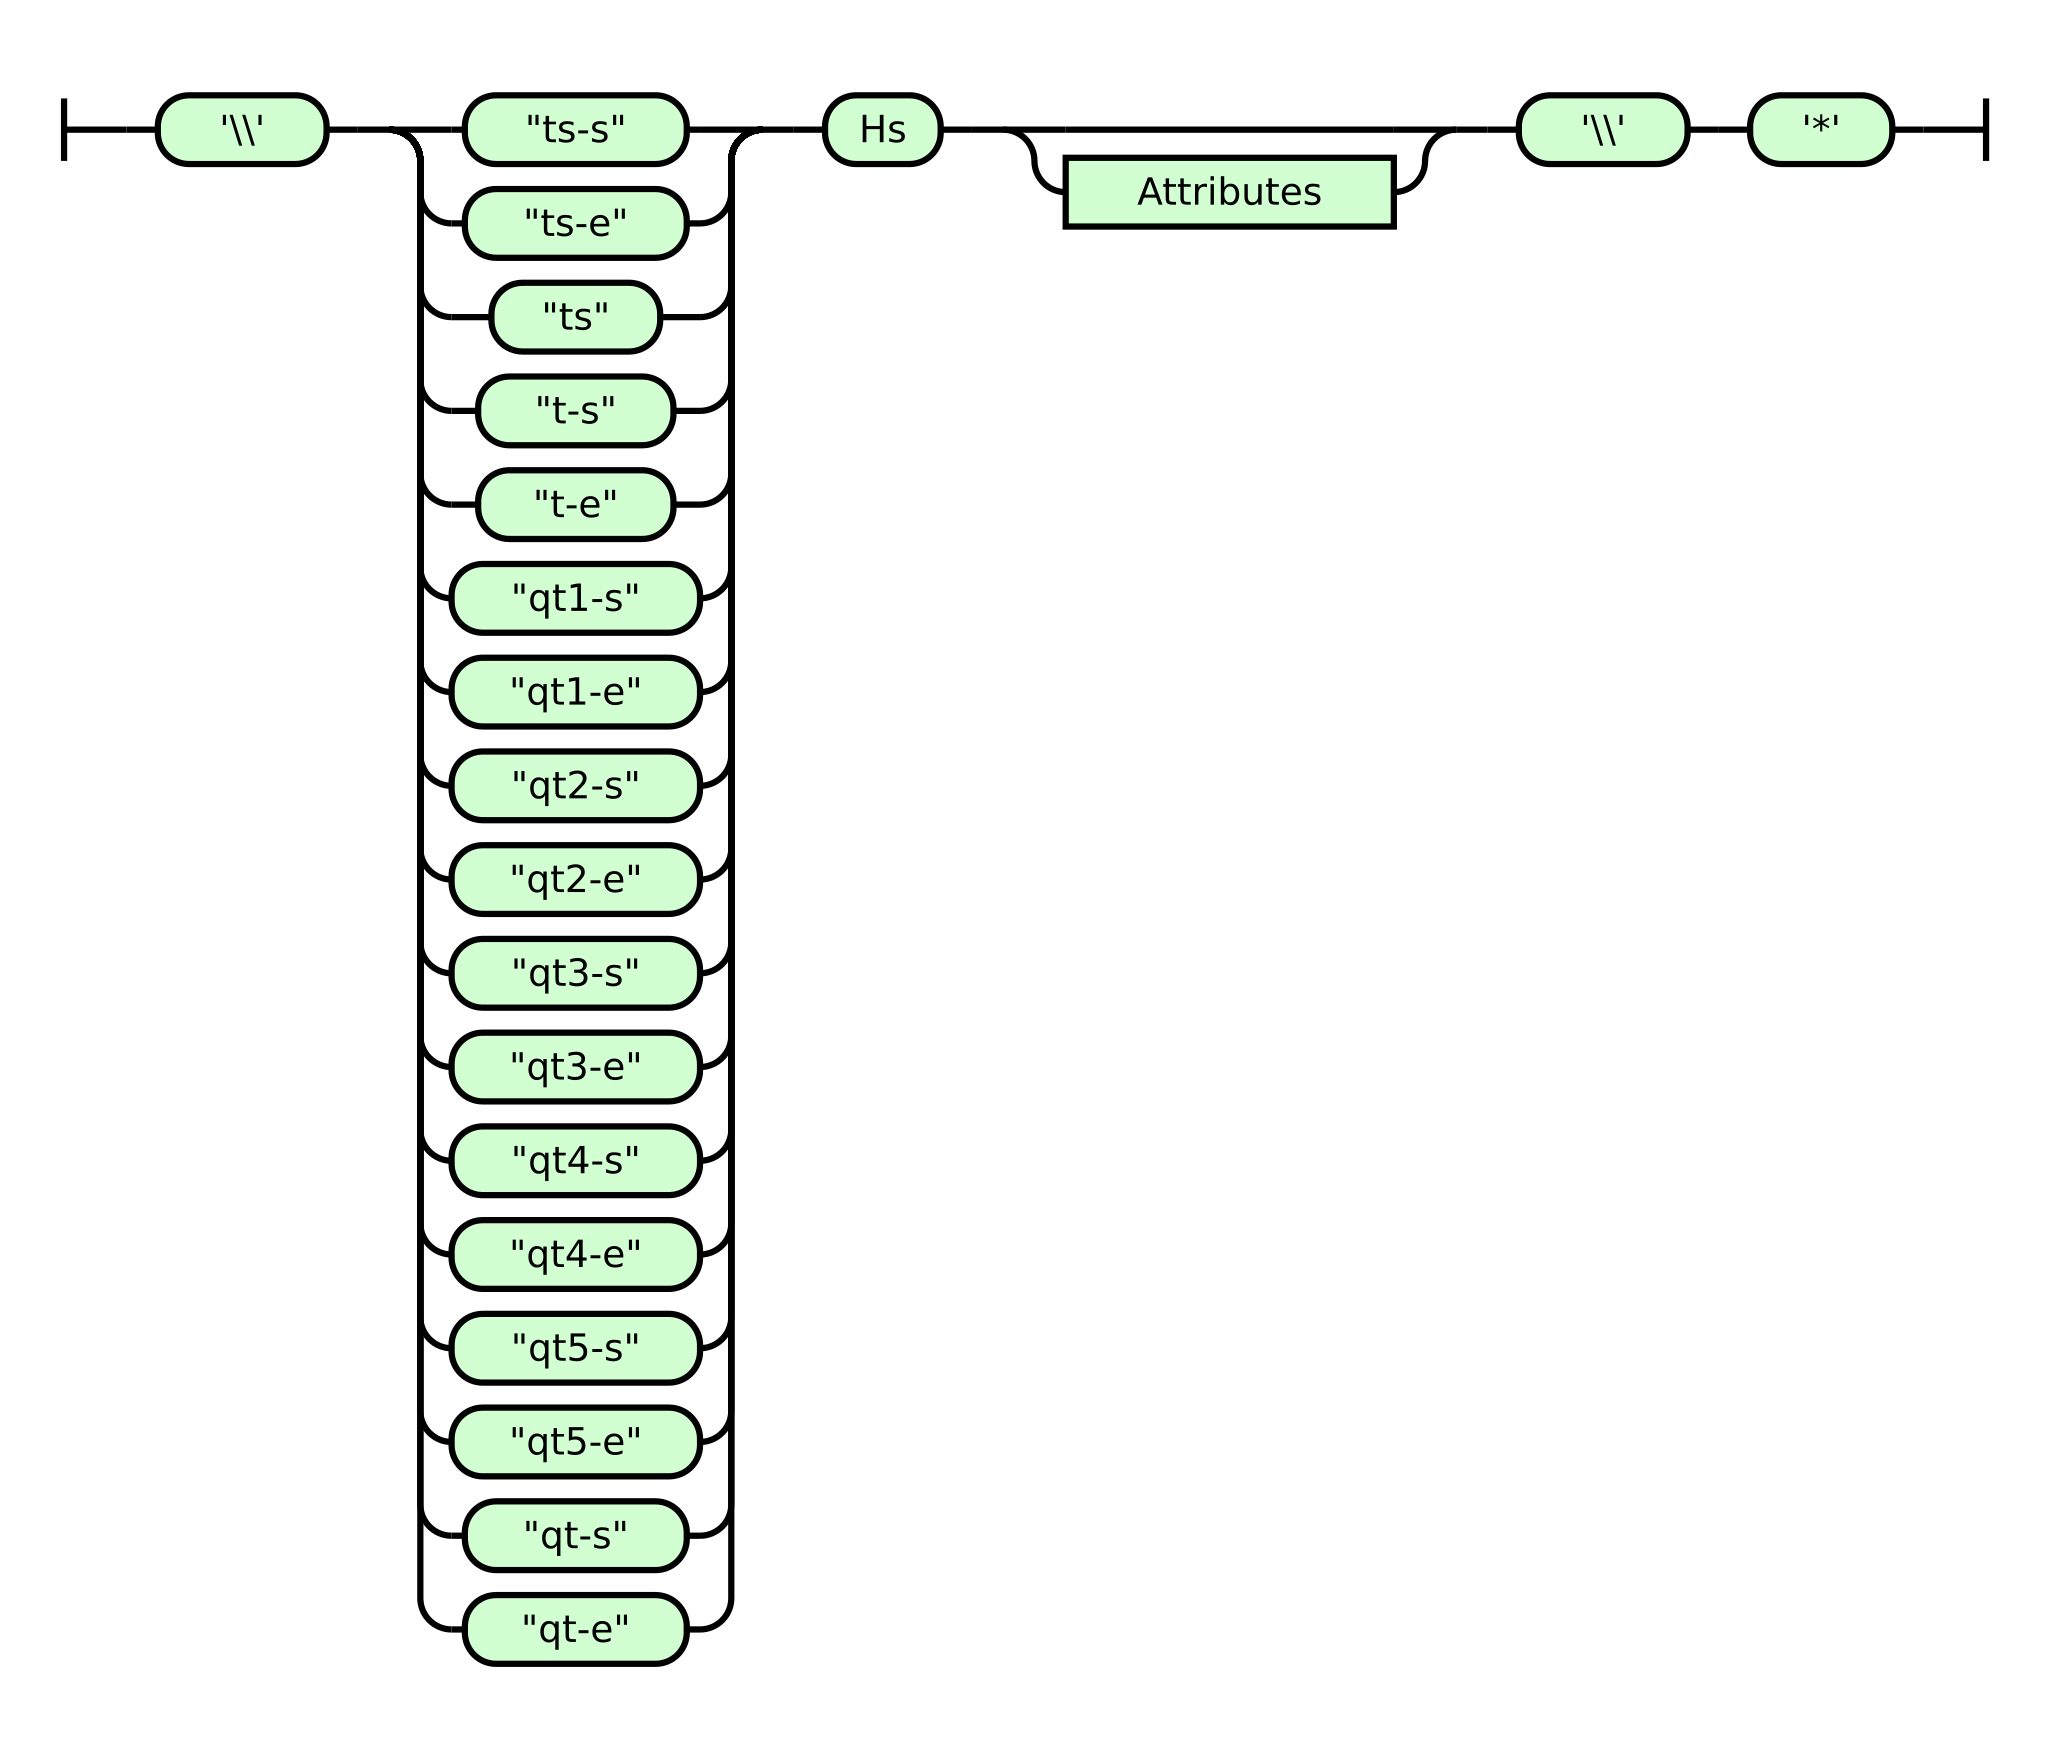 '\\' "ts-s" Hs '\\' '*'
"ts-e" Attributes
"ts"
"t-s"
"t-e"
"qt1-s"
"qt1-e"
"qt2-s"
"qt2-e"
"qt3-s"
"qt3-e"
"qt4-s"
"qt4-e"
"qt5-s"
"qt5-e"
"qt-s"
"qt-e"